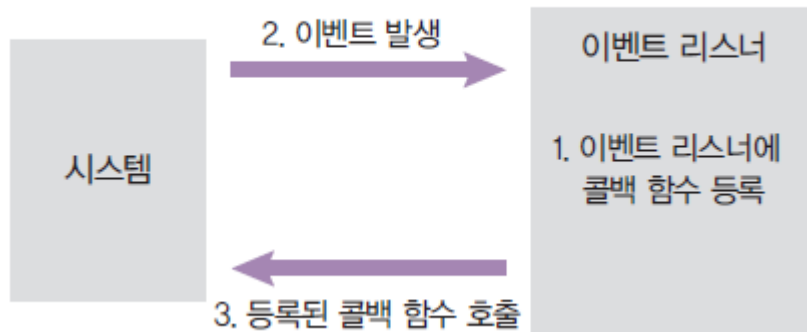 2. 이벤트 발생
이벤트 리스너
시스템
1. 이벤트 리스너에
콜백 함수 등록
3. 등록된 콜백 함수 호출